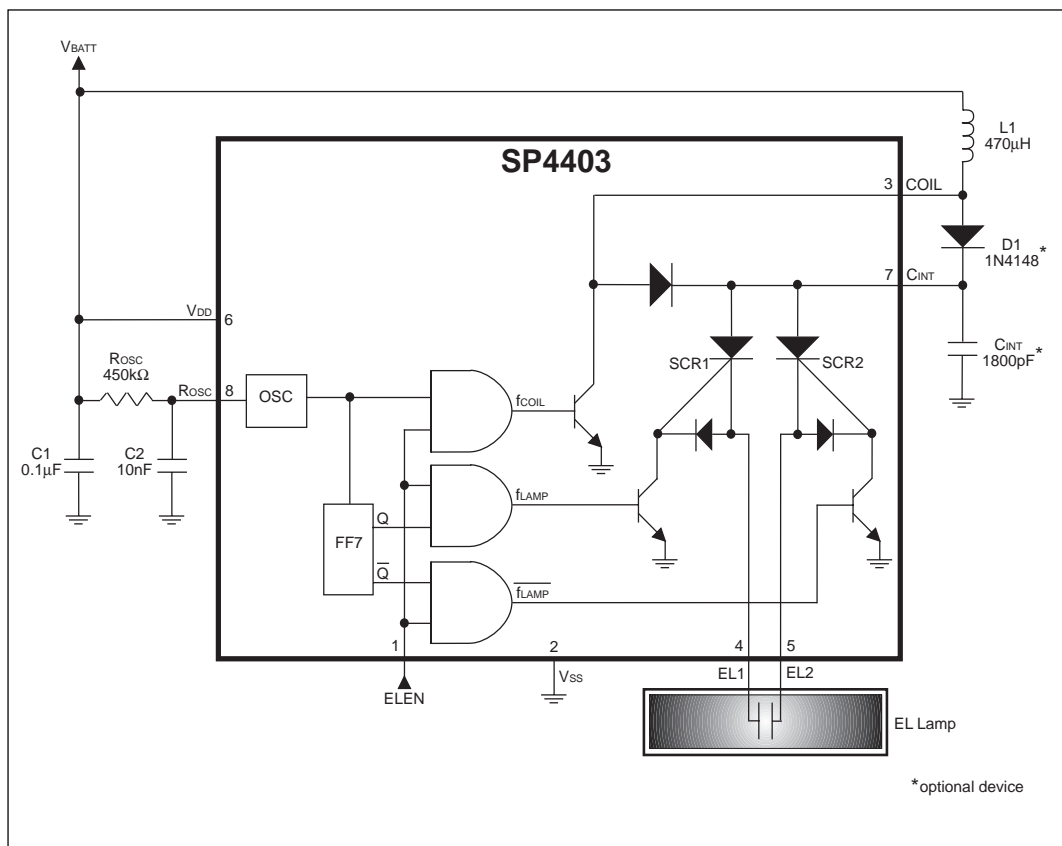 VBATT
L1
470μH
SP4403
3
COIL
D1
1N4148*
7
CINT
VDD
6
SCR1
SCR2
CINT
1800pF*
ROSC
450kΩ
ROSC
8
OSC
fCOIL
C1
0.1μF
C2
10nF
fLAMP
Q
FF7
Q̅
f̅L̅A̅M̅P̅
1
2
4
5
VSS
EL1
EL2
ELEN
EL Lamp
*optional device